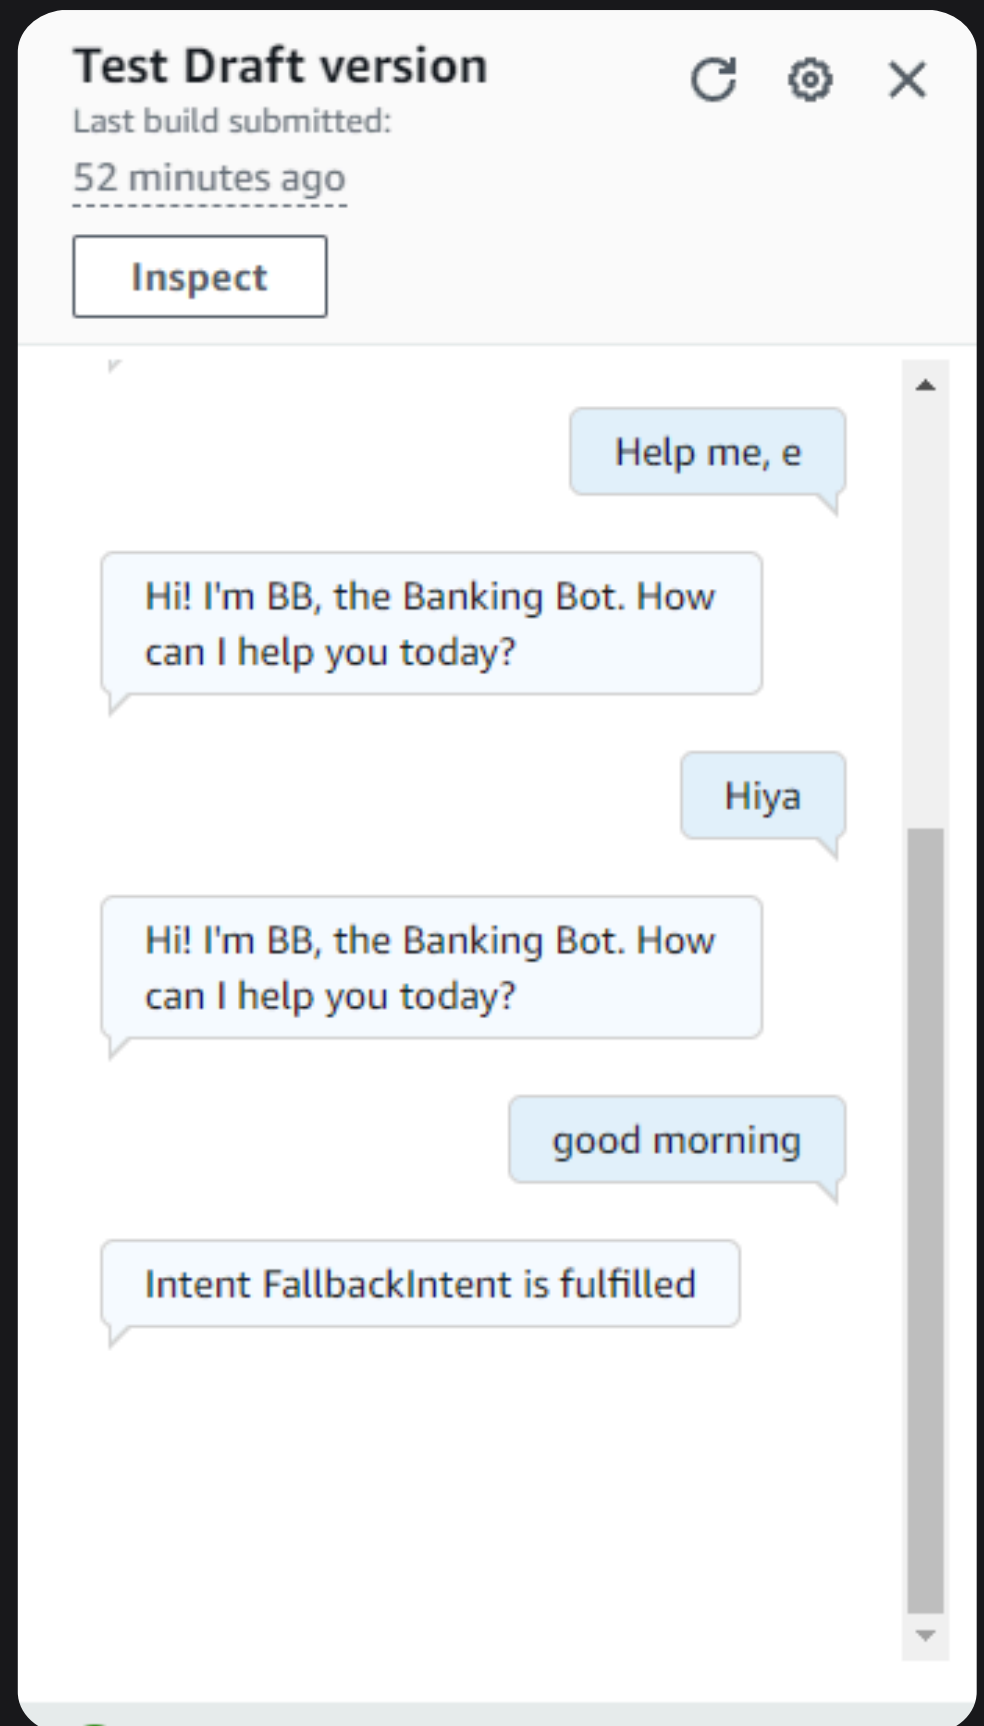 Test Draft version
Last build submitted:
52 minutes ago
Inspect
Help me, e
Hi! I'm BB, the Banking Bot. How
can I help you today?
Hiya
Hi! I'm BB, the Banking Bot. How
can I help you today?
good morning
Intent FallbackIntent is fulfilled